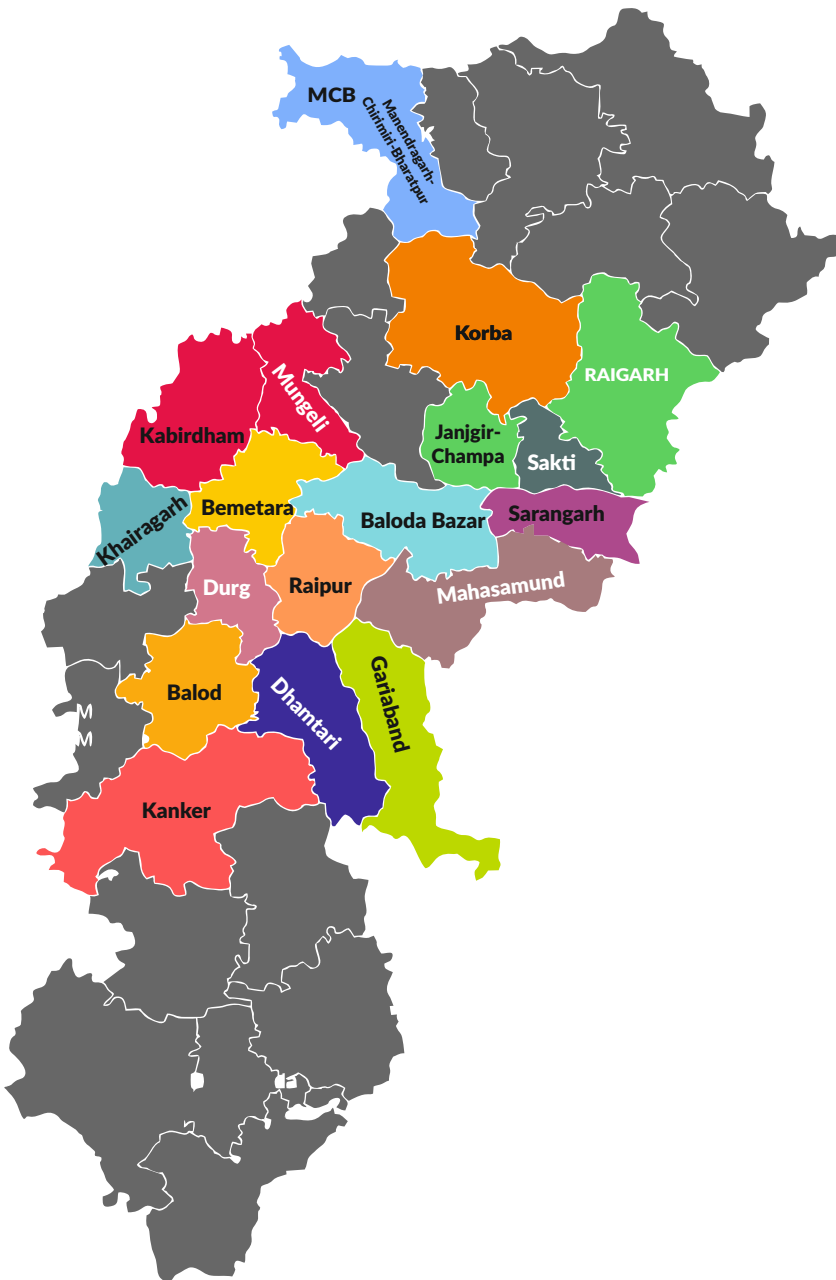 MCB
Manendragarh-
Chirimiri-Bharatpur
K
Korba
RAIGARH
Mungeli
Kabirdham
Janjgir-
Champa
Sakti
Khairagarh
Bemetara
Baloda Bazar
Sarangarh
Durg
Raipur
Mahasamund
Balod
Dhamtari
Gariaband
M
M
Kanker